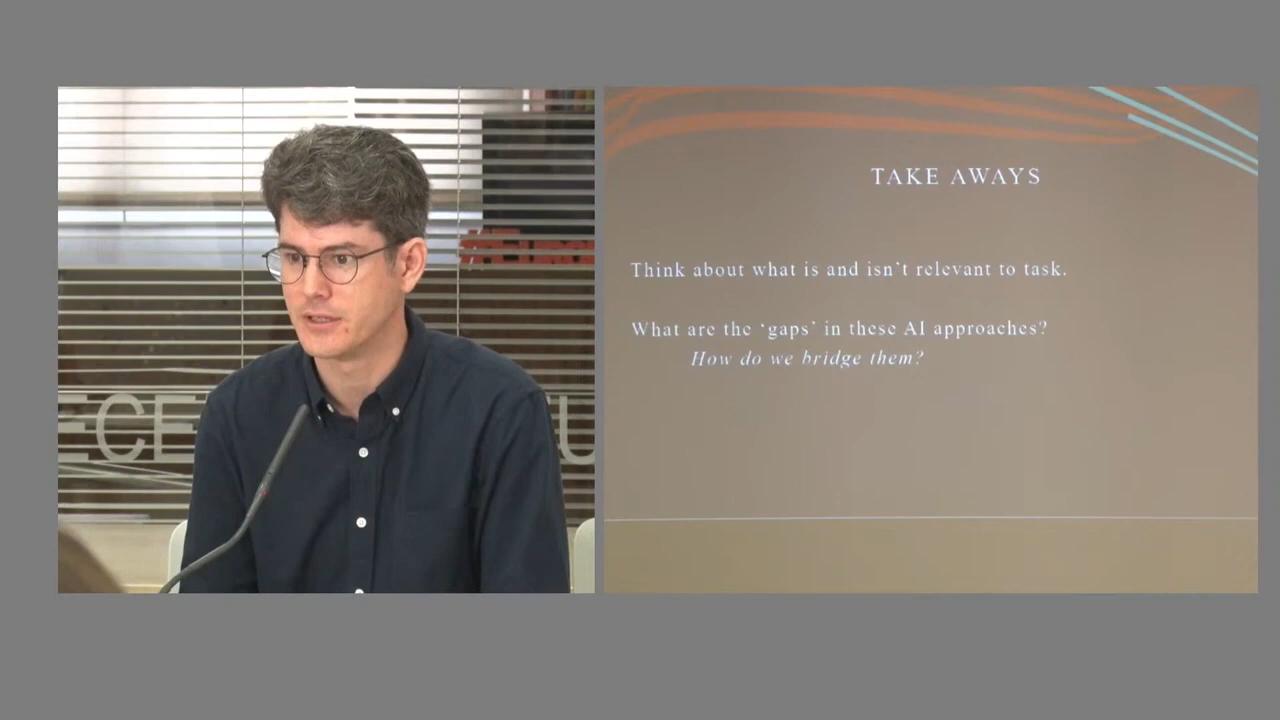 TAKE AWAYS
Think about what is and isn't relevant to task.
What are the ‘gaps’ in these AI approaches?
How do we bridge them?